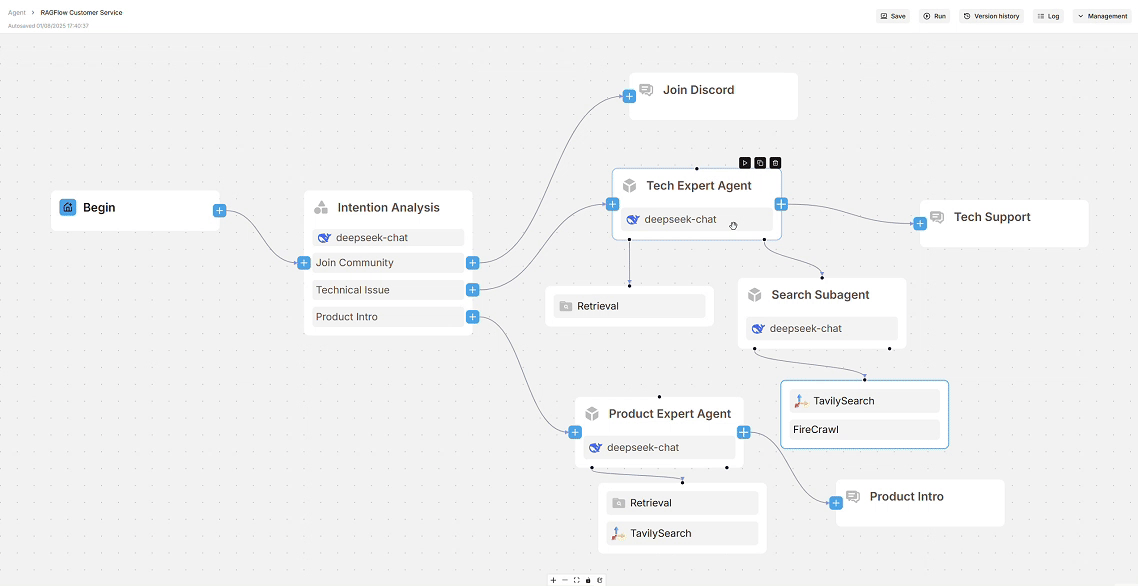 Agent > RAGFlow Customer Service
Autosaved 01/08/2025 17:40:37
Save
Run
Version history
Log
Management
Join Discord
Begin
Intention Analysis
deepseek-chat
Join Community
Technical Issue
Product Intro
Tech Expert Agent
deepseek-chat
Tech Support
Retrieval
Search Subagent
deepseek-chat
TavilySearch
FireCrawl
Product Expert Agent
deepseek-chat
Retrieval
TavilySearch
Product Intro